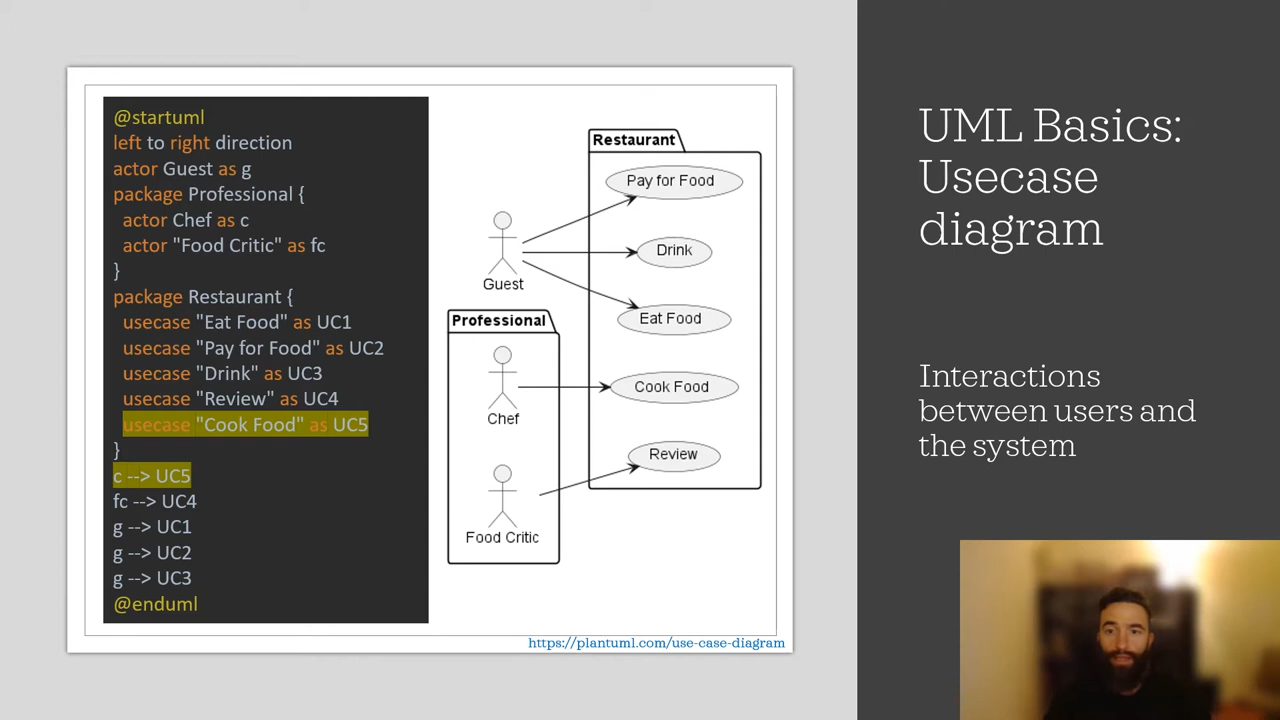 @startuml
left to right direction
actor Guest as g
package Professional {
actor Chef as c
actor "Food Critic" as fc
}
package Restaurant {
usecase "Eat Food" as UC1
usecase "Pay for Food" as UC2
usecase "Drink" as UC3
usecase "Review" as UC4
usecase "Cook Food" as UC5
}
c --> UC5
fc --> UC4
g --> UC1
g --> UC2
g --> UC3
@enduml
Restaurant
Pay for Food
Drink
Guest
Eat Food
Professional
Cook Food
Chef
Review
Food Critic
https://plantuml.com/use-case-diagram
UML Basics:
Usecase
diagram
Interactions
between users and
the system